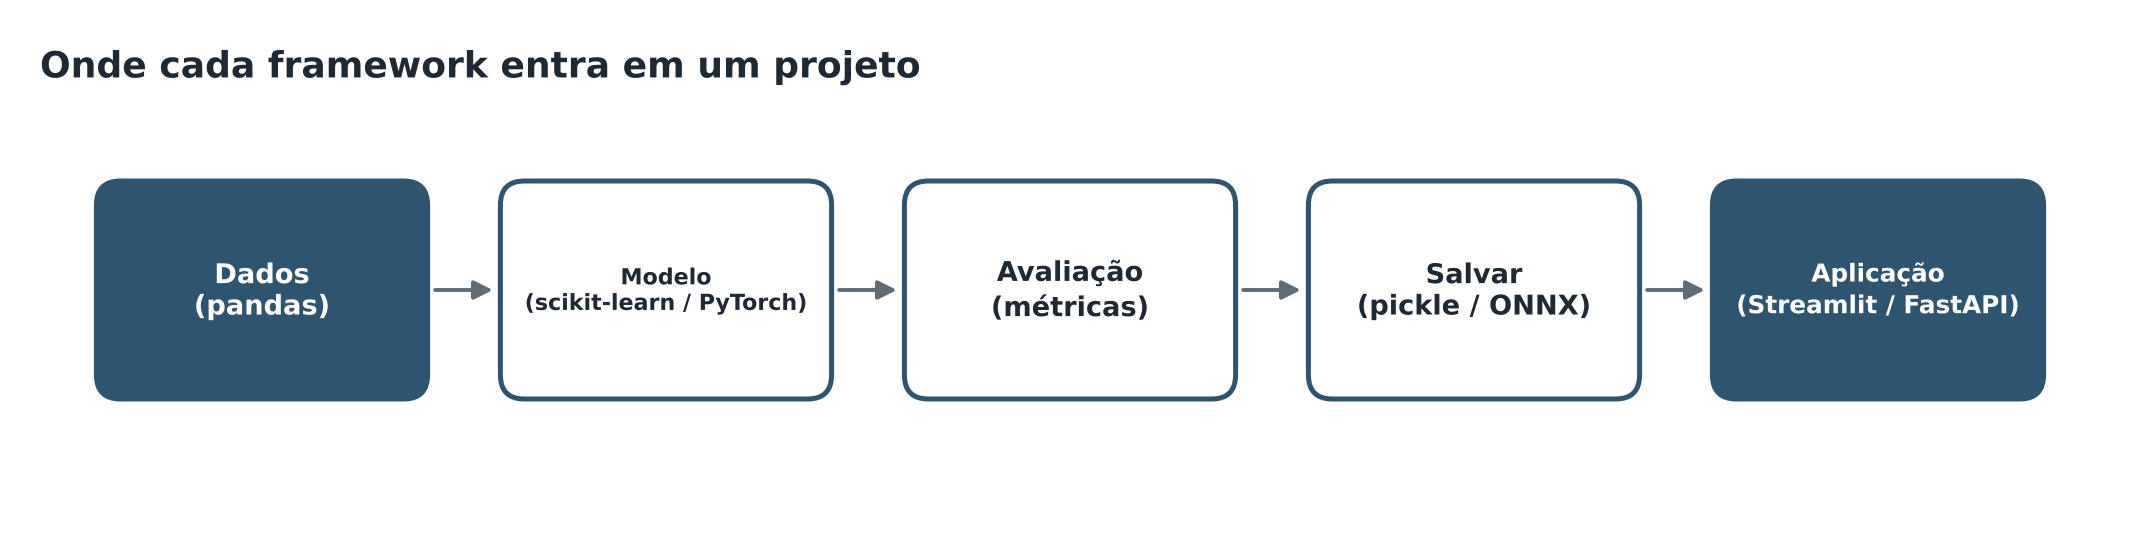 Onde cada framework entra em um projeto
Dados
(pandas)
Modelo
(scikit-learn / PyTorch)
Avaliação
(métricas)
Salvar
(pickle / ONNX)
Aplicação
(Streamlit / FastAPI)